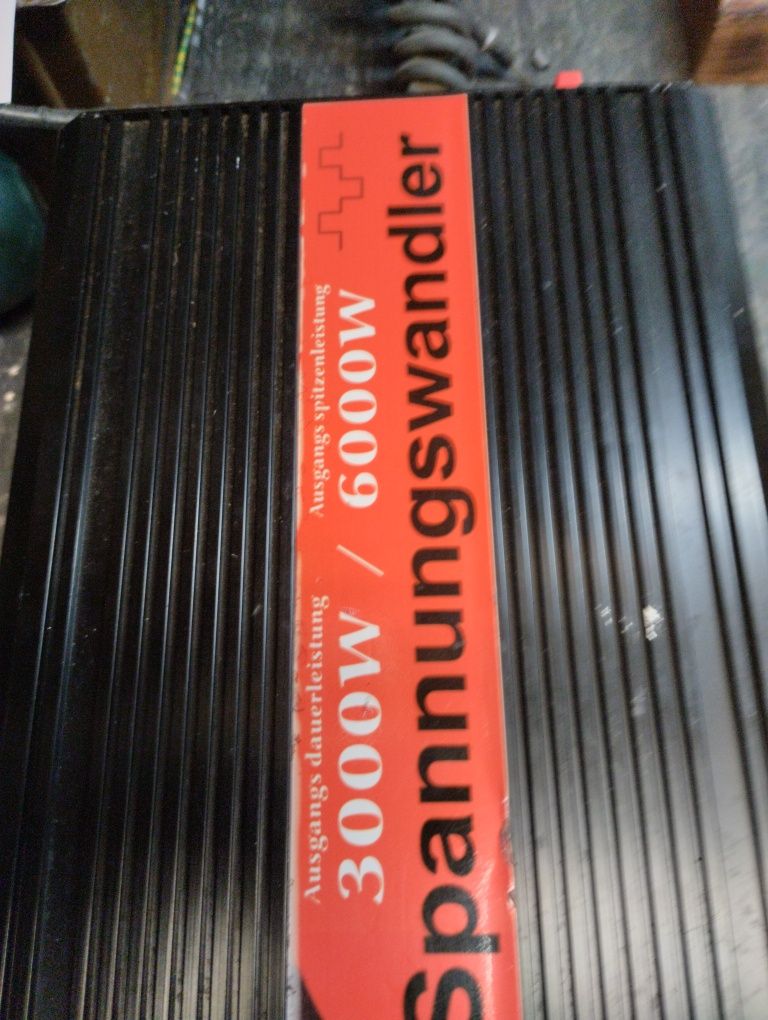 Ausgangs dauerleistung Ausgangs spitzenleistung
3000W / 6000W
Spannungswandler